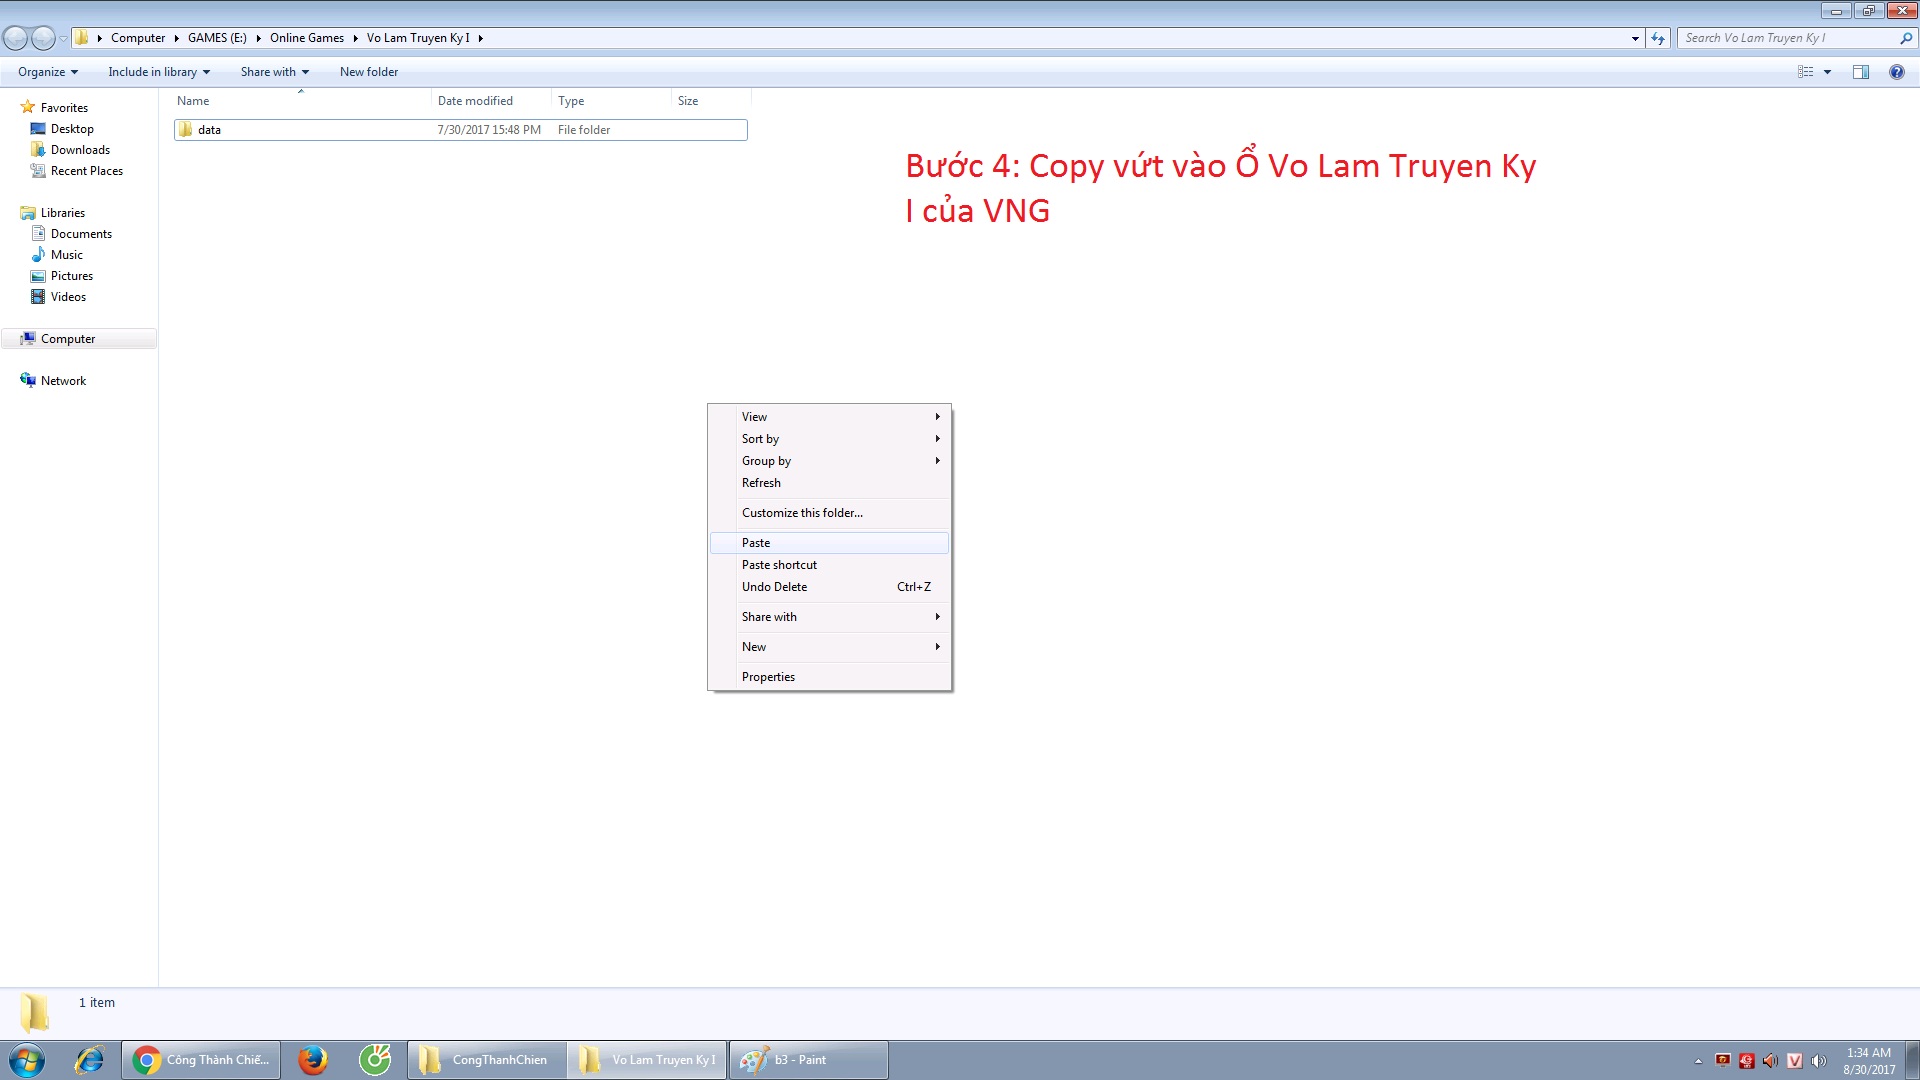 Computer GAMES (E:) Online Games Vo Lam Truyen Ky I Search Vo Lam Truyen Ky I
Organize Include in library Share with New folder
Favorites
Desktop
Downloads
Recent Places
Libraries
Documents
Music
Pictures
Videos
Computer
Network
Name Date modified Type Size
data 7/30/2017 15:48 PM File folder
Bước 4: Copy vứt vào Ổ Vo Lam Truyen Ky
I của VNG
View
Sort by
Group by
Refresh
Customize this folder...
Paste
Paste shortcut
Undo Delete Ctrl+Z
Share with
New
Properties
1 item
Công Thành Chiế... CongThanhChien Vo Lam Truyen Ky I b3 - Paint
V
1:34 AM
8/30/2017